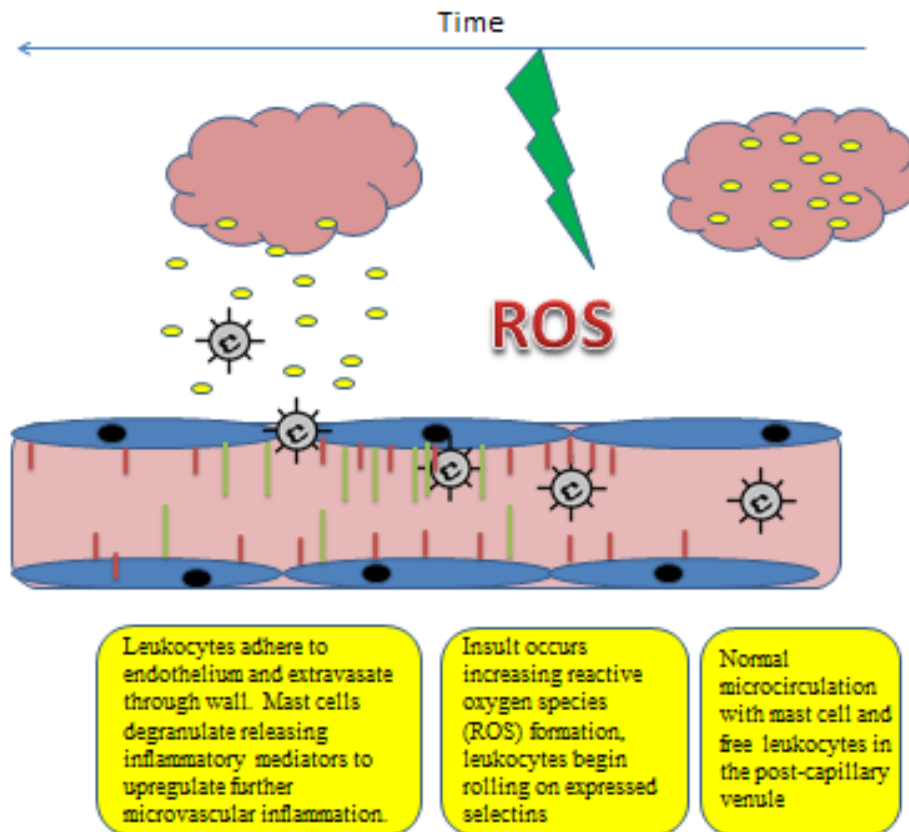 Time
ROS
c
c
c
c
c
Leukocytes adhere to
endothelium and extravasate
through wall. Mast cells
degranulate releasing
inflammatory mediators to
upregulate further
microvascular inflammation.
Insult occurs
increasing reactive
oxygen species
(ROS) formation,
leukocytes begin
rolling on expressed
selectins
Normal
microcirculation
with mast cell and
free leukocytes in
the post-capillary
venule